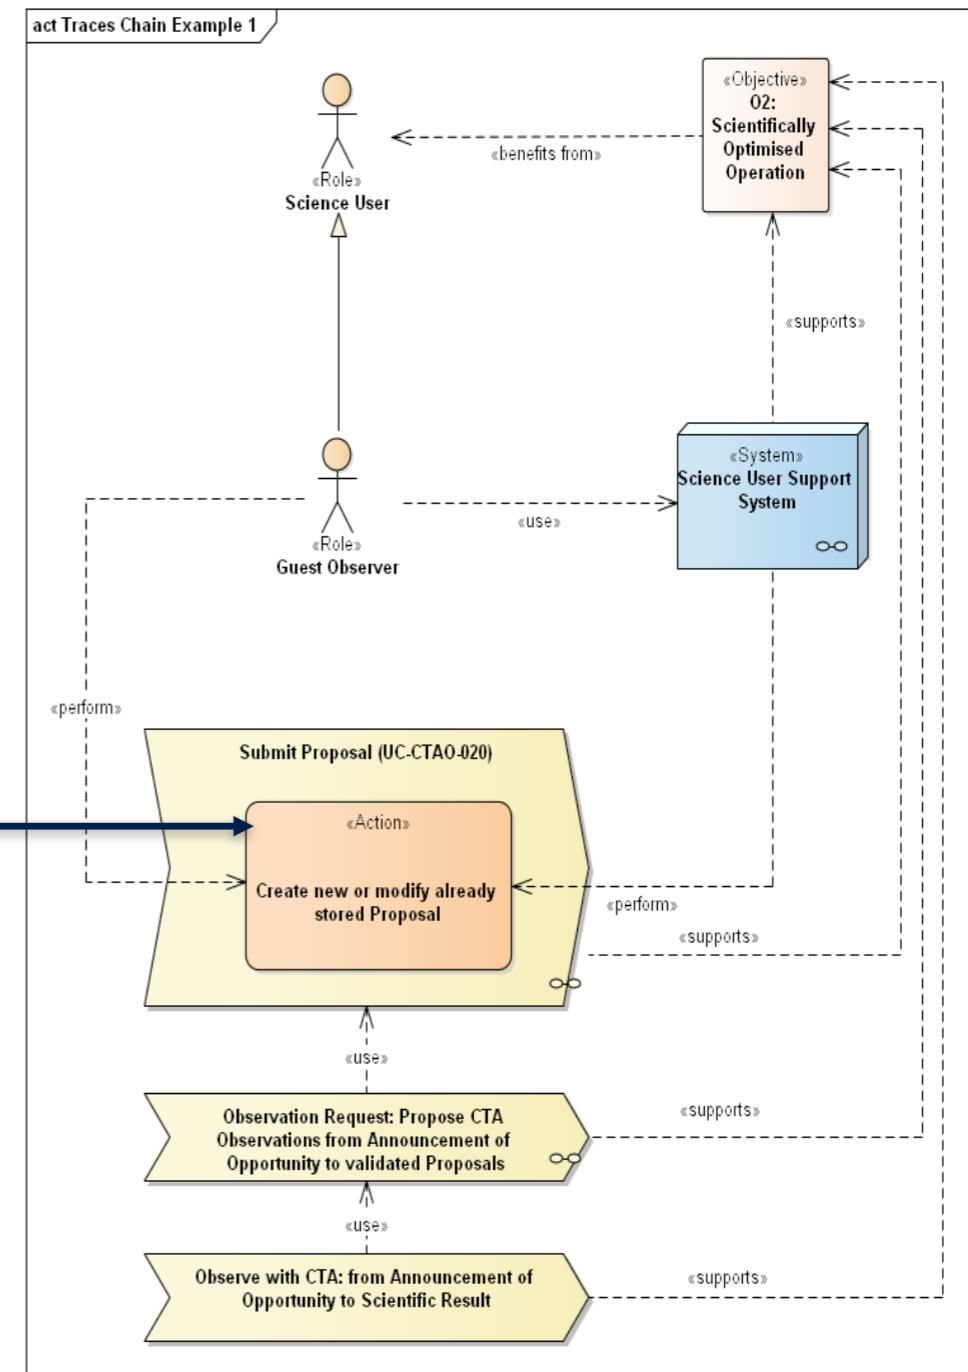 act Traces Chain Example 1
«Objective»
O2:
Scientifically
Optimised
Operation
«benefits from»
«Role»
Science User
«supports»
«System»
Science User Support
System
«use»
«Role»
Guest Observer
«perform»
Submit Proposal (UC-CTAO-020)
«Action»
Create new or modify already
stored Proposal
«perform»
«supports»
«use»
Observation Request: Propose CTA
Observations from Announcement of
Opportunity to validated Proposals
«supports»
«use»
Observe with CTA: from Announcement of
Opportunity to Scientific Result
«supports»